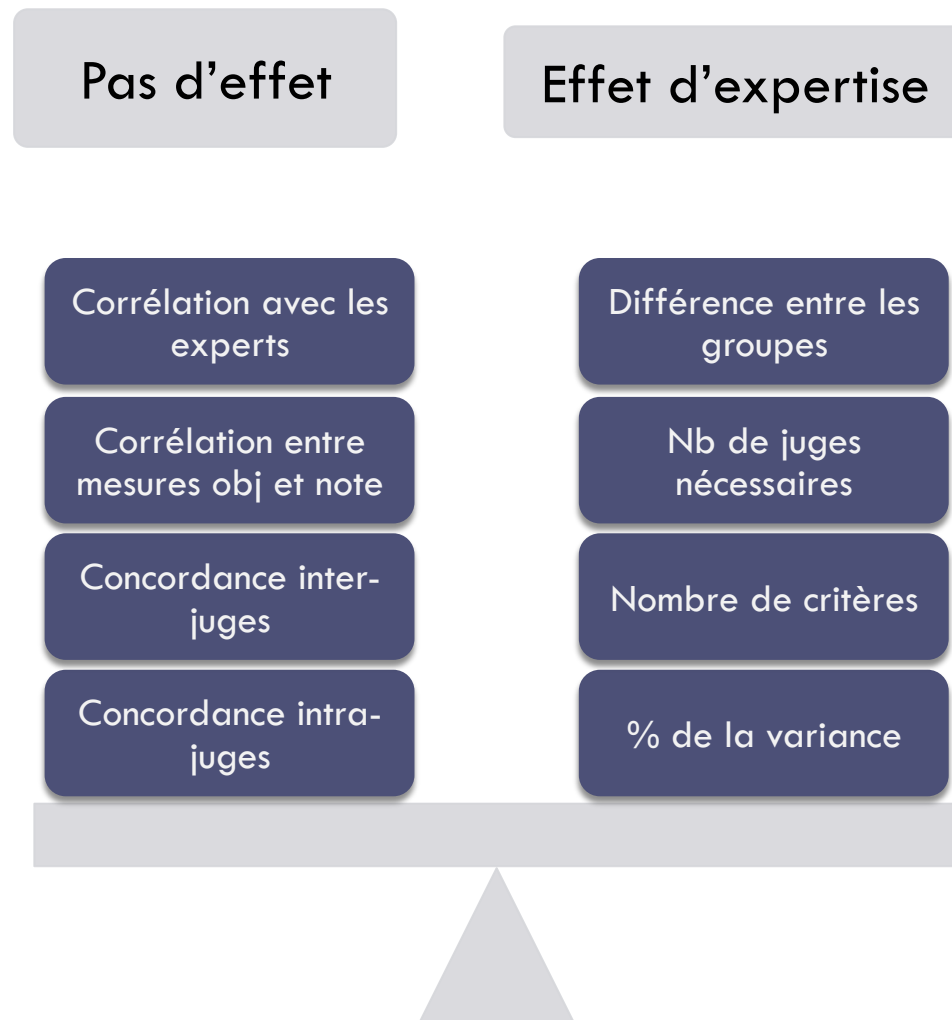 Pas d’effet
Effet d’expertise
Corrélation avec les
experts
Corrélation entre
mesures obj et note
Concordance inter-
juges
Concordance intra-
juges
Différence entre les
groupes
Nb de juges
nécessaires
Nombre de critères
% de la variance